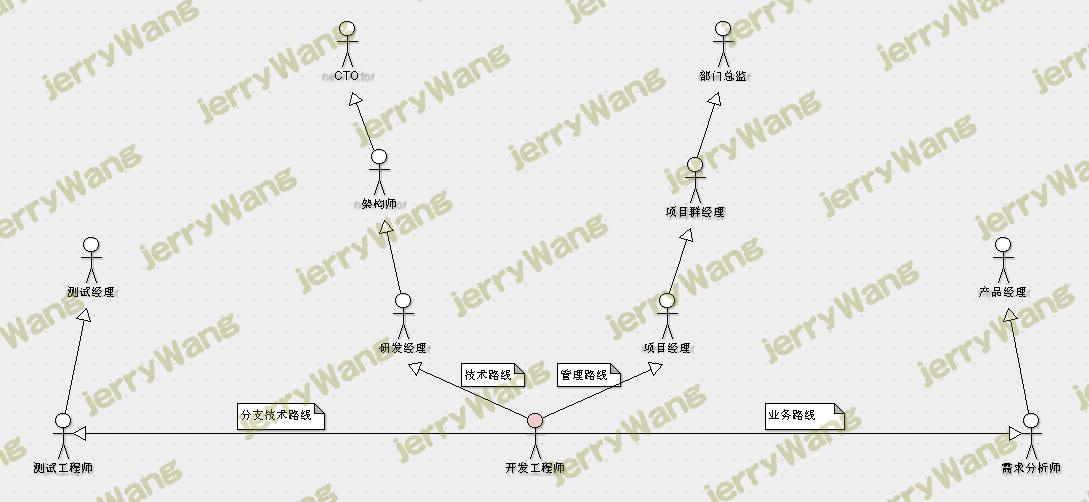 CTO
部门总监
架构师
项目群经理
测试经理
产品经理
研发经理
项目经理
技术路线
管理路线
分支技术路线
业务路线
测试工程师
开发工程师
需求分析师
jerryWang